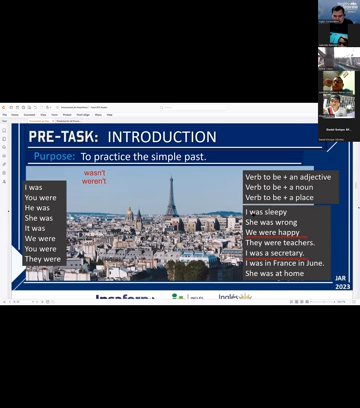 PRE-TASK: INTRODUCTION
Purpose: To practice the simple past.
wasn't
weren't
I was
You were
He was
She was
It was
We were
You were
They were
Verb to be + an adjective
Verb to be + a noun
Verb to be + a place
I was sleepy
She was wrong
We were happy
They were teachers.
I was a secretary.
I was in France in June.
She was at home
JAR
2023